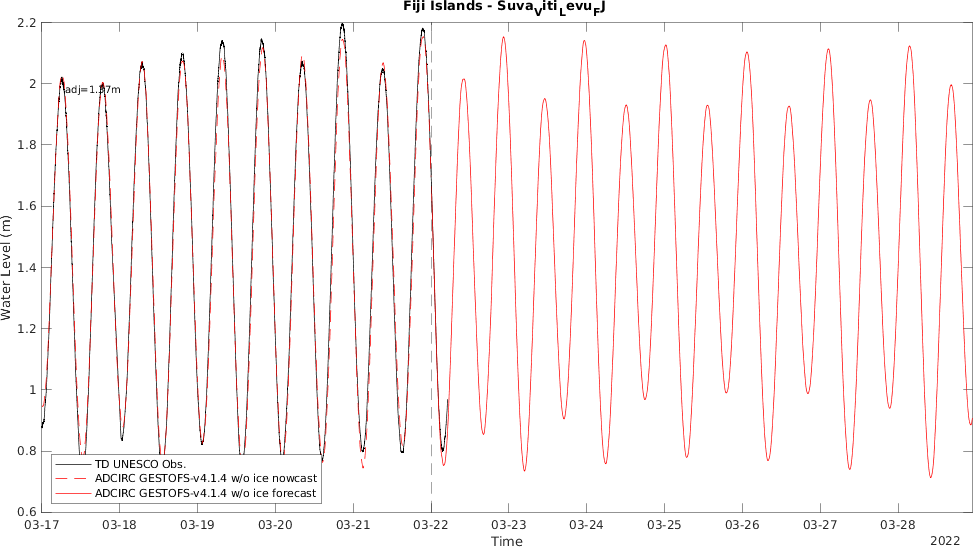 Fiji Islands - SuvaVitiLevuFJ
2.2
2
1.8
1.6
1.4
1.2
1
0.8
0.6
Water Level (m)
adj=1.37m
TD UNESCO Obs.
ADCIRC GESTOFS-v4.1.4 w/o ice nowcast
ADCIRC GESTOFS-v4.1.4 w/o ice forecast
03-17 03-18 03-19 03-20 03-21 03-22 03-23 03-24 03-25 03-26 03-27 03-28
Time
2022